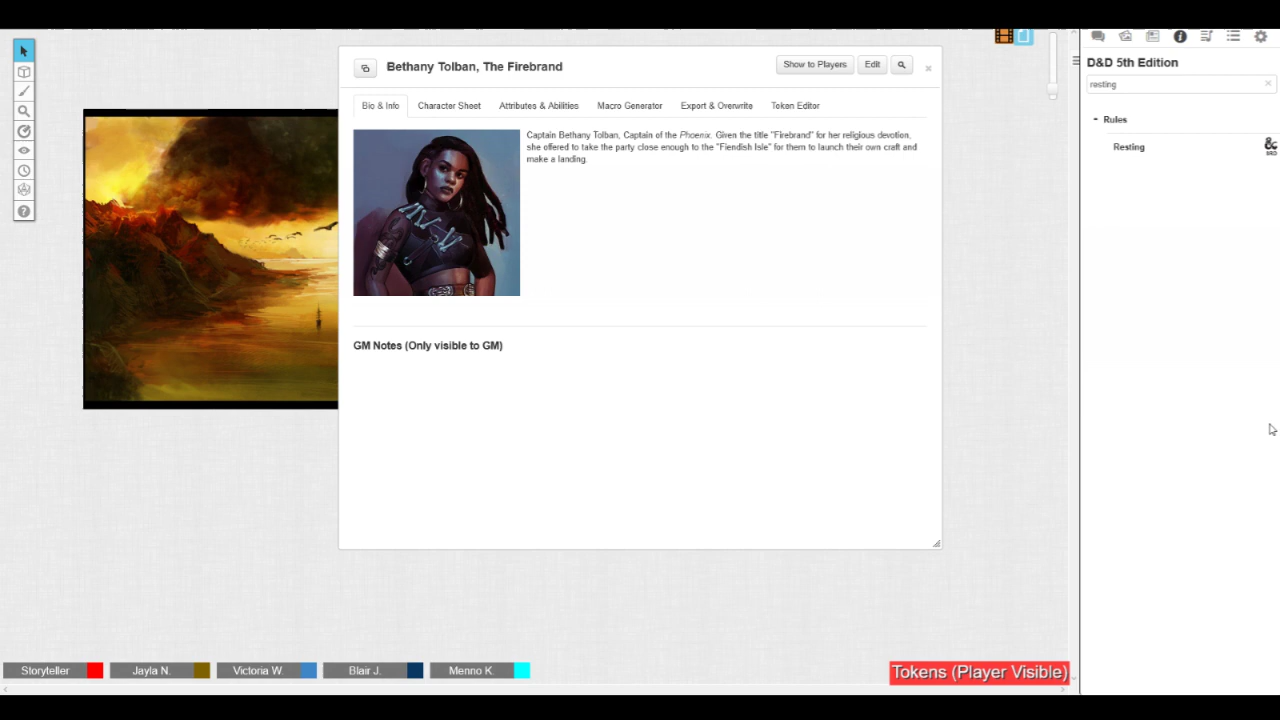 Bethany Tolban, The Firebrand
Show to Players
Edit
Bio & Info
Character Sheet
Attributes & Abilities
Macro Generator
Export & Overwrite
Token Editor
Captain Bethany Tolban, Captain of the Phoenix. Given the title "Firebrand" for her religious devotion,
she offered to take the party close enough to the "Fiendish Isle" for them to launch their own craft and
make a landing.
GM Notes (Only visible to GM)
D&D 5th Edition
resting
Rules
Resting
SRD
Storyteller
Jayla N.
Victoria W.
Blair J.
Menno K.
Tokens (Player Visible)